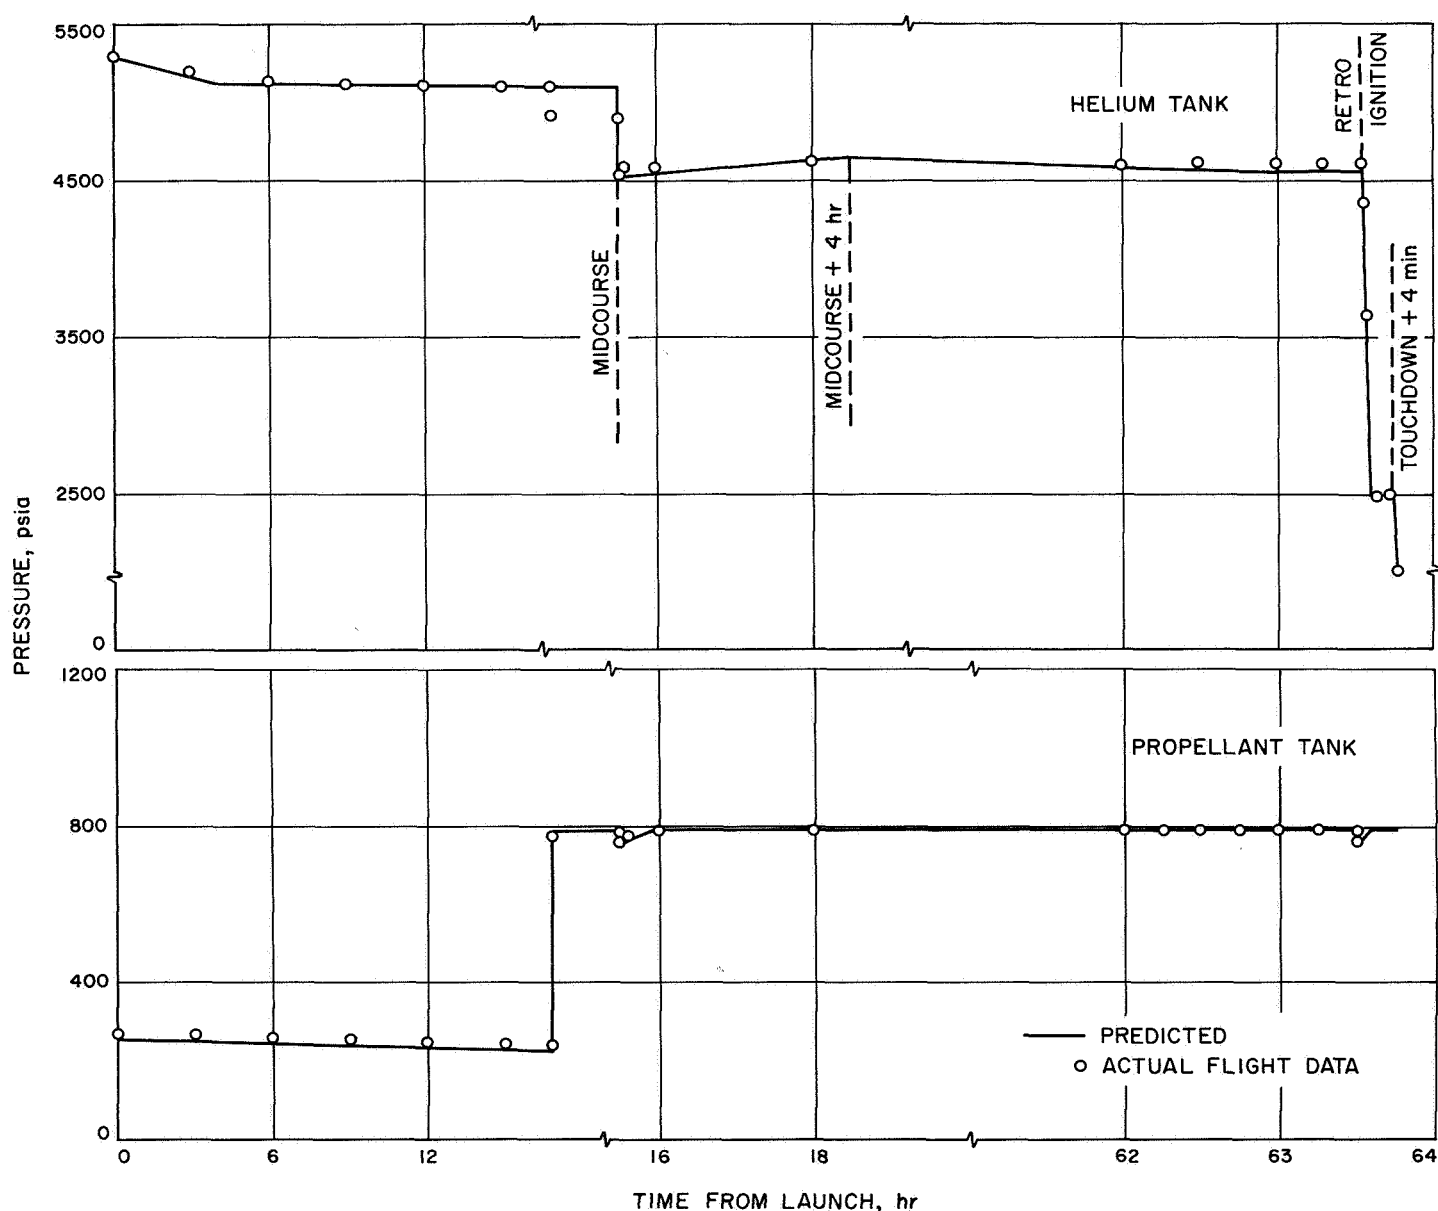 5500
4500
3500
2500
0
HELIUM TANK
RETRO
IGNITION
MIDCOURSE
MIDCOURSE + 4 hr
TOUCHDOWN + 4 min
PRESSURE, psia
1200
800
400
0
PROPELLANT TANK
PREDICTED
ACTUAL FLIGHT DATA
0 6 12 16 18 62 63 64
TIME FROM LAUNCH, hr